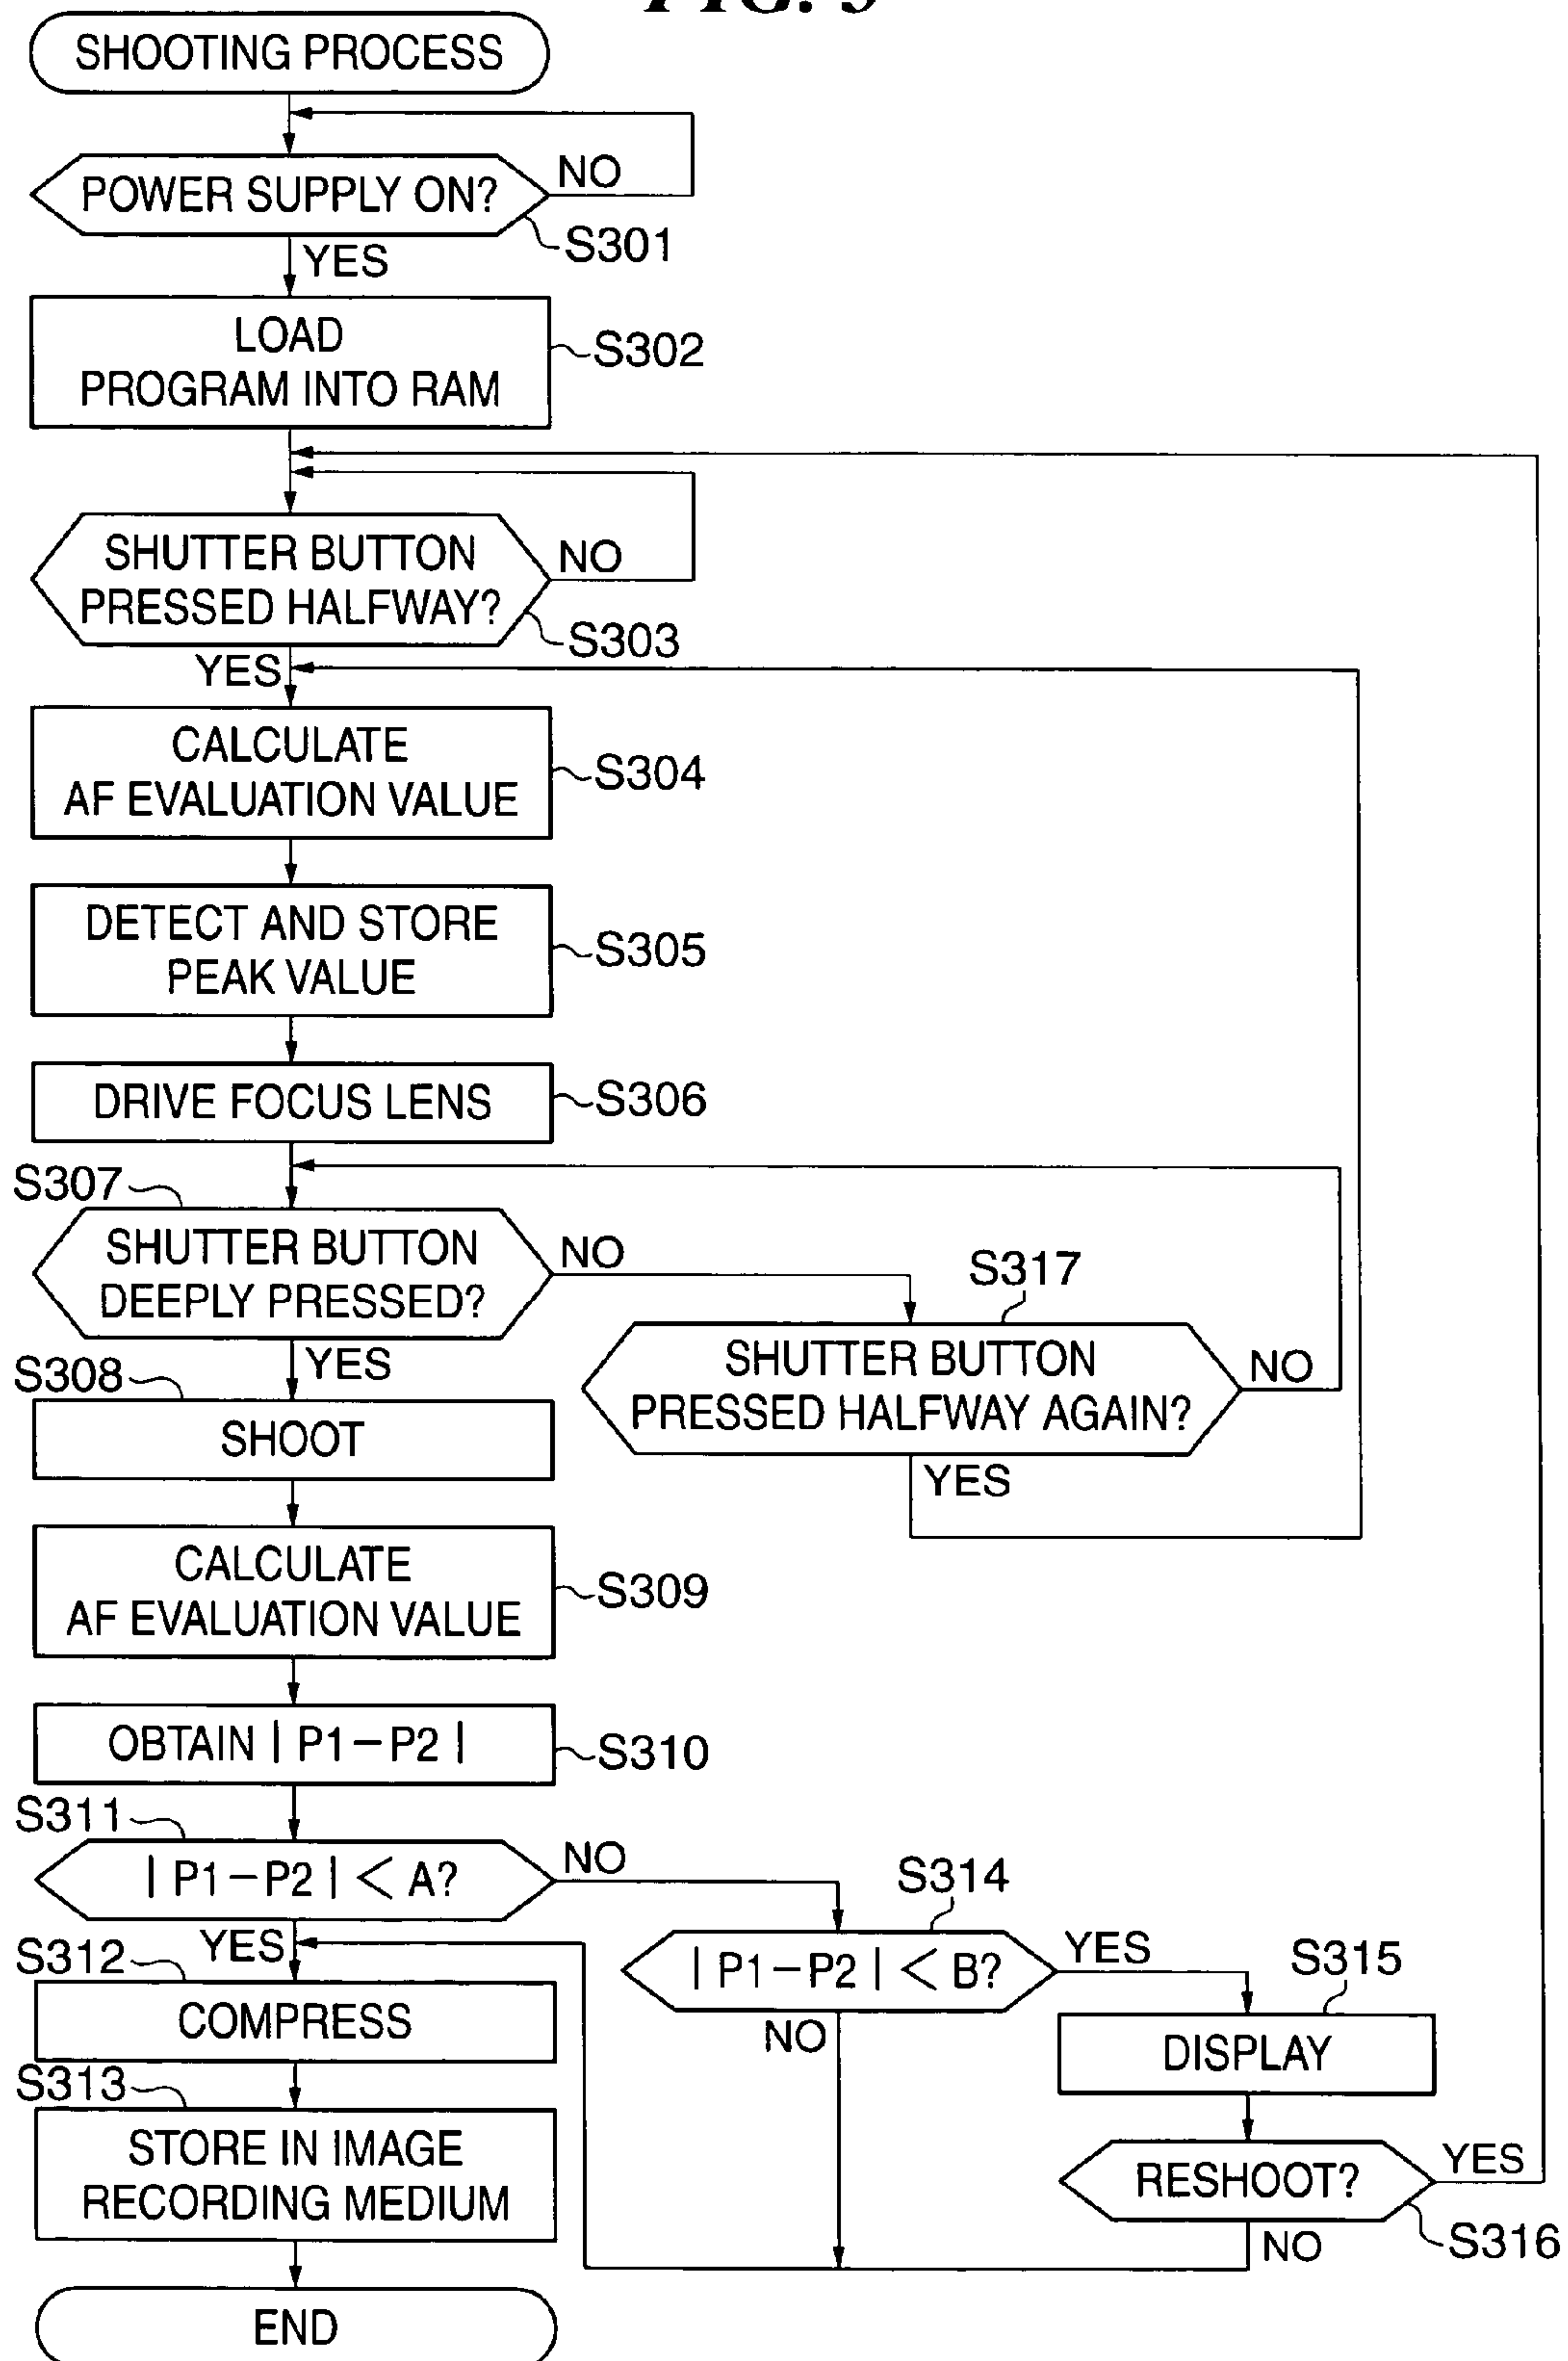 SHOOTING PROCESS
POWER SUPPLY ON?
NO
S301
YES
LOAD
PROGRAM INTO RAM
S302
SHUTTER BUTTON
PRESSED HALFWAY?
NO
S303
YES
CALCULATE
AF EVALUATION VALUE
S304
DETECT AND STORE
PEAK VALUE
S305
DRIVE FOCUS LENS
S306
S307
SHUTTER BUTTON
DEEPLY PRESSED?
NO
S317
SHUTTER BUTTON
PRESSED HALFWAY AGAIN?
NO
YES
YES
S308
SHOOT
CALCULATE
AF EVALUATION VALUE
S309
OBTAIN | P1-P2 |
S310
S311
| P1-P2 | < A?
NO
S314
| P1-P2 | < B?
YES
S315
NO
DISPLAY
RESHOOT?
YES
S316
NO
YES
S312
COMPRESS
S313
STORE IN IMAGE
RECORDING MEDIUM
END